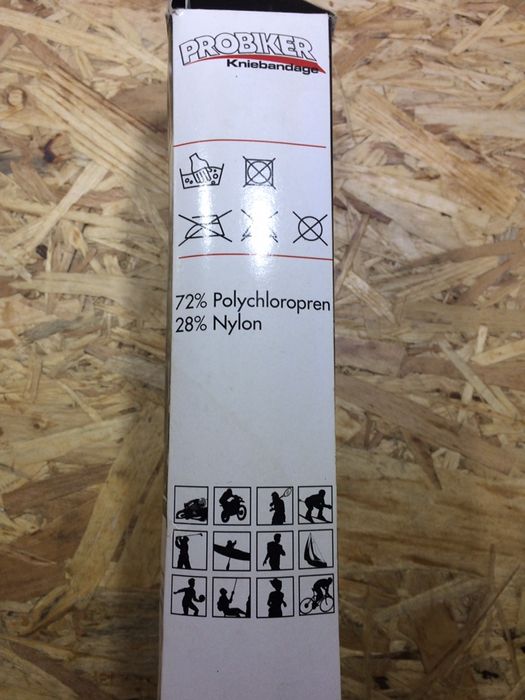 PROBIKER
Kniebandage
72% Polychloropren
28% Nylon